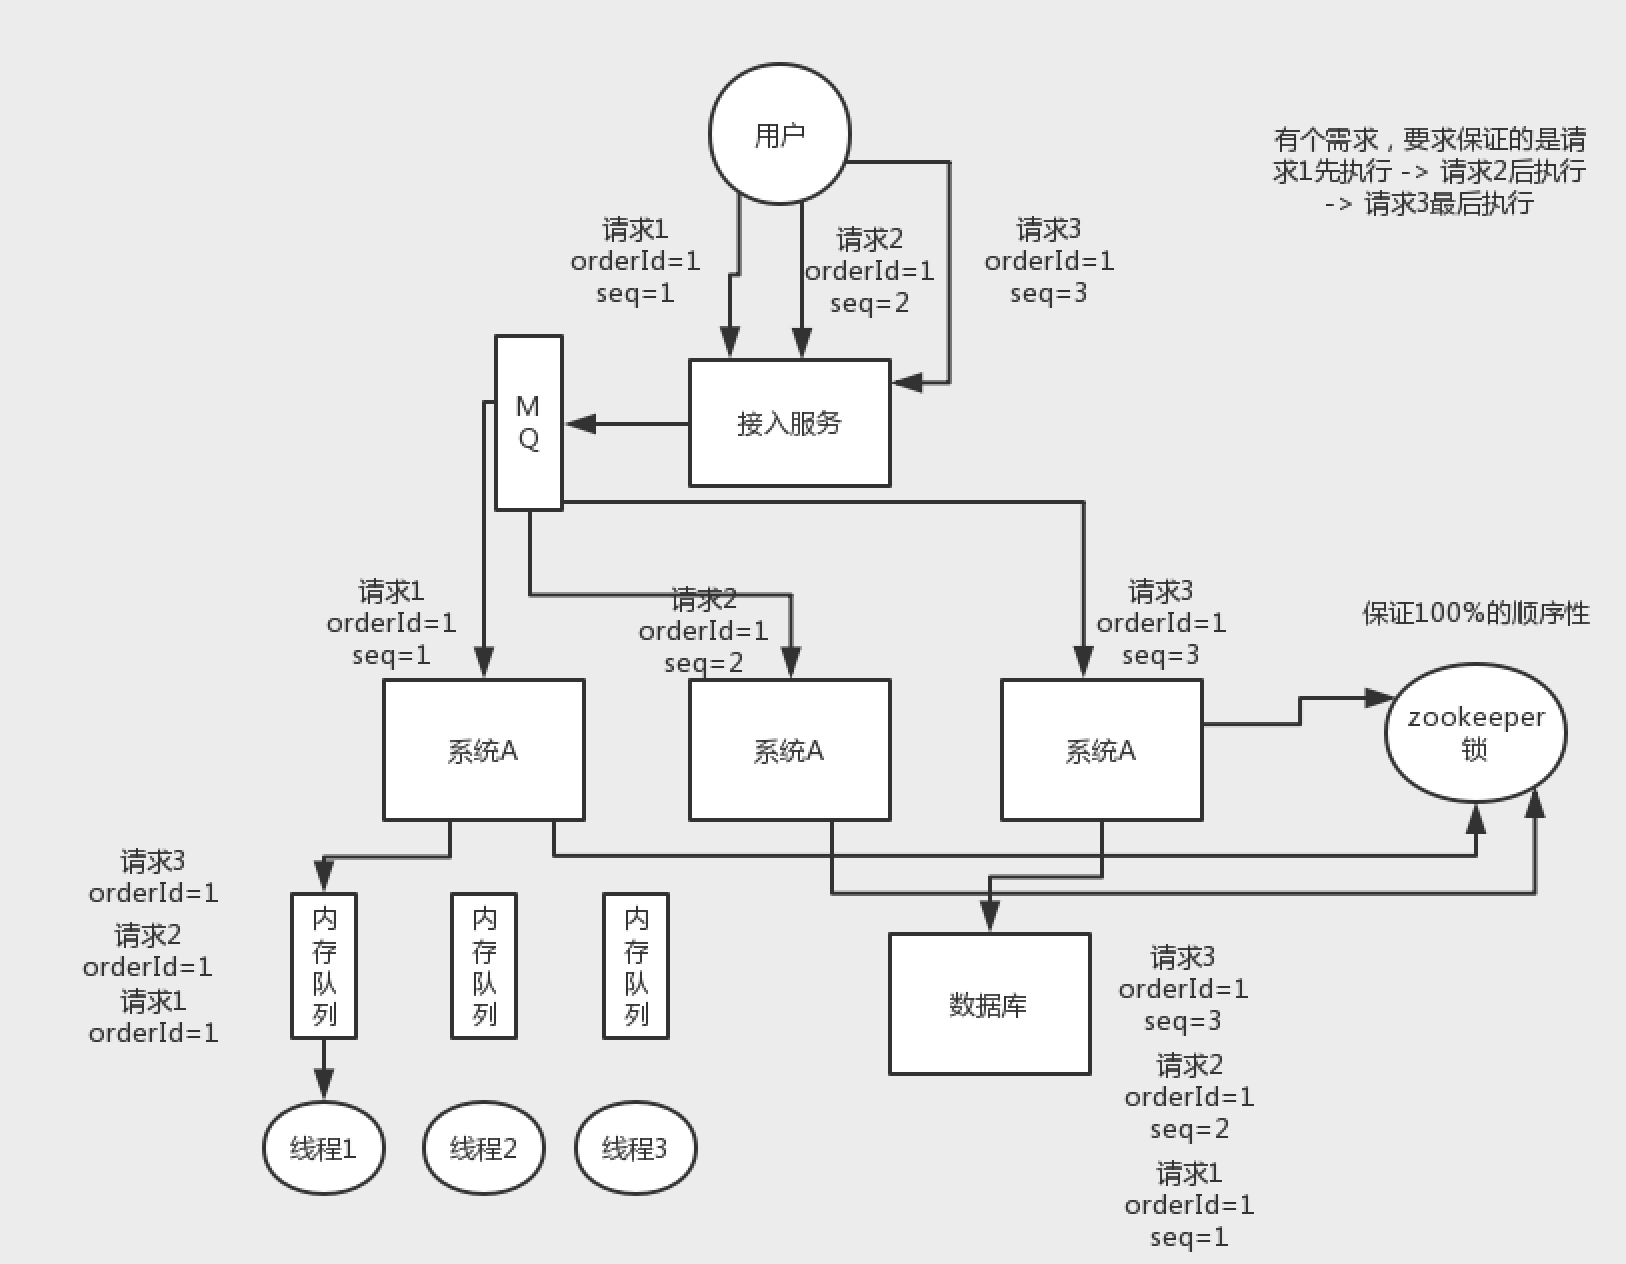 用户
有个需求，要求保证的是请
求1先执行 -> 请求2后执行
-> 请求3最后执行
请求1
orderId=1
seq=1
请求2
orderId=1
seq=2
请求3
orderId=1
seq=3
M
Q
接入服务
请求1
orderId=1
seq=1
请求2
orderId=1
seq=2
请求3
orderId=1
seq=3
保证100%的顺序性
系统A
系统A
系统A
zookeeper
锁
请求3
orderId=1
请求2
orderId=1
请求1
orderId=1
内
存
队
列
内
存
队
列
内
存
队
列
数据库
请求3
orderId=1
seq=3
请求2
orderId=1
seq=2
请求1
orderId=1
seq=1
线程1
线程2
线程3